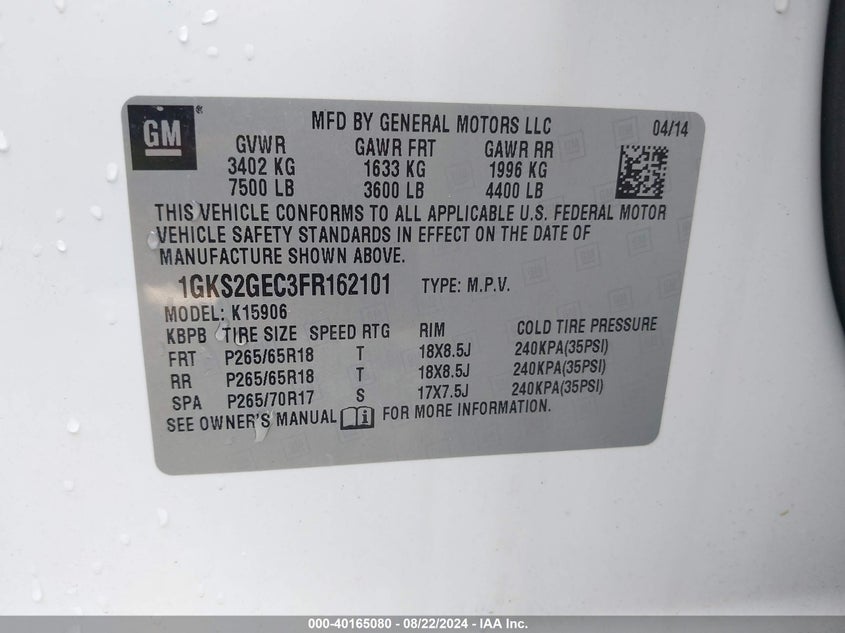 GM ®
MFD BY GENERAL MOTORS LLC 04/14
GVWR GAWR FRT GAWR RR
3402 KG 1633 KG 1996 KG
7500 LB 3600 LB 4400 LB
THIS VEHICLE CONFORMS TO ALL APPLICABLE U.S. FEDERAL MOTOR
VEHICLE SAFETY STANDARDS IN EFFECT ON THE DATE OF
MANUFACTURE SHOWN ABOVE.
1GKS2GEC3FR162101 TYPE: M.P.V.
MODEL: K15906
KBPB TIRE SIZE SPEED RTG RIM COLD TIRE PRESSURE
FRT P265/65R18 T 18X8.5J 240KPA(35PSI)
RR P265/65R18 T 18X8.5J 240KPA(35PSI)
SPA P265/70R17 S 17X7.5J 240KPA(35PSI)
SEE OWNER'S MANUAL FOR MORE INFORMATION.
000-40165080 - 08/22/2024 - IAA Inc.